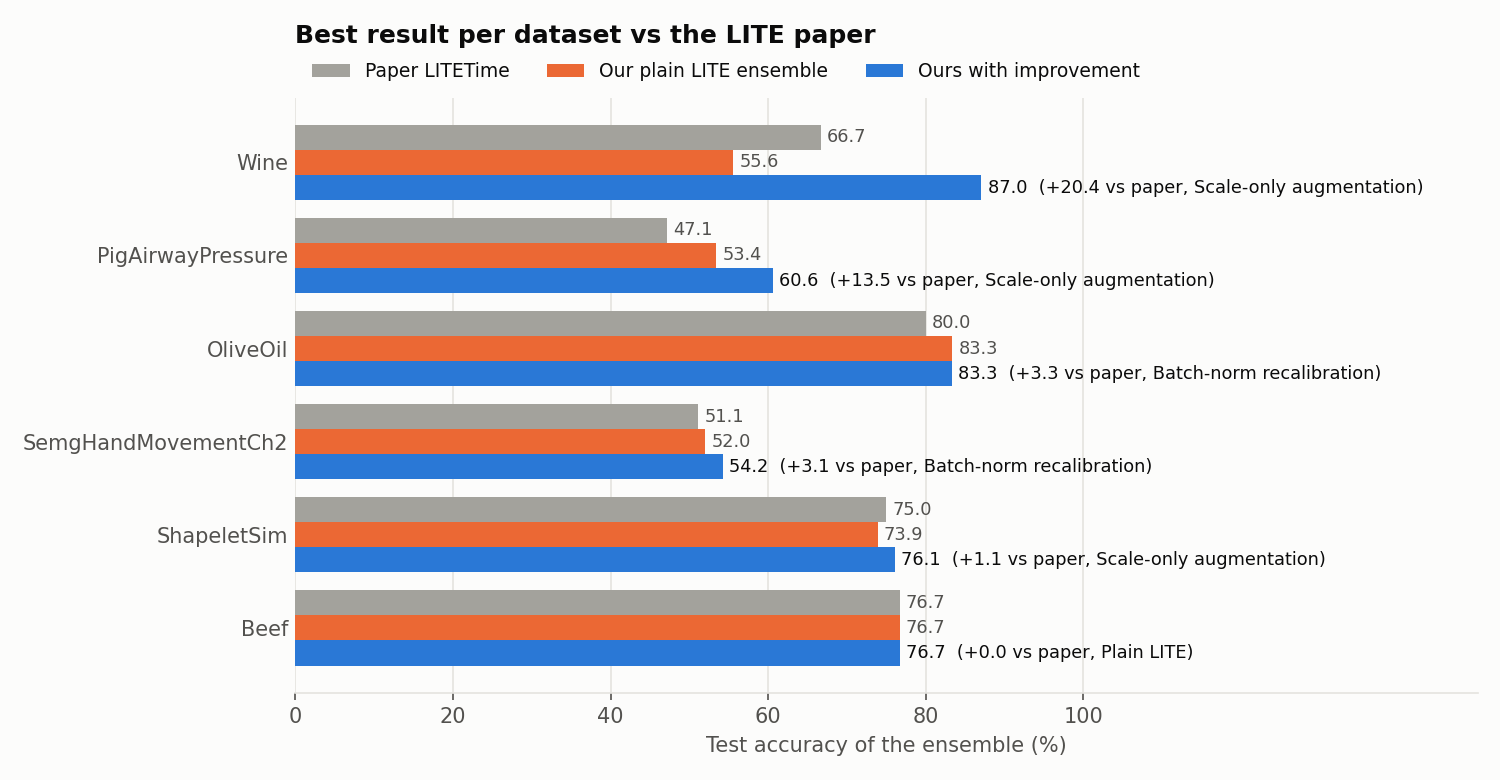 Best result per dataset vs the LITE paper
Paper LITETime Our plain LITE ensemble Ours with improvement
66.7
Wine 55.6
87.0 (+20.4 vs paper, Scale-only augmentation)
47.1
PigAirwayPressure 53.4
60.6 (+13.5 vs paper, Scale-only augmentation)
80.0
OliveOil 83.3
83.3 (+3.3 vs paper, Batch-norm recalibration)
51.1
SemgHandMovementCh2 52.0
54.2 (+3.1 vs paper, Batch-norm recalibration)
75.0
ShapeletSim 73.9
76.1 (+1.1 vs paper, Scale-only augmentation)
76.7
Beef 76.7
76.7 (+0.0 vs paper, Plain LITE)
0 20 40 60 80 100
Test accuracy of the ensemble (%)